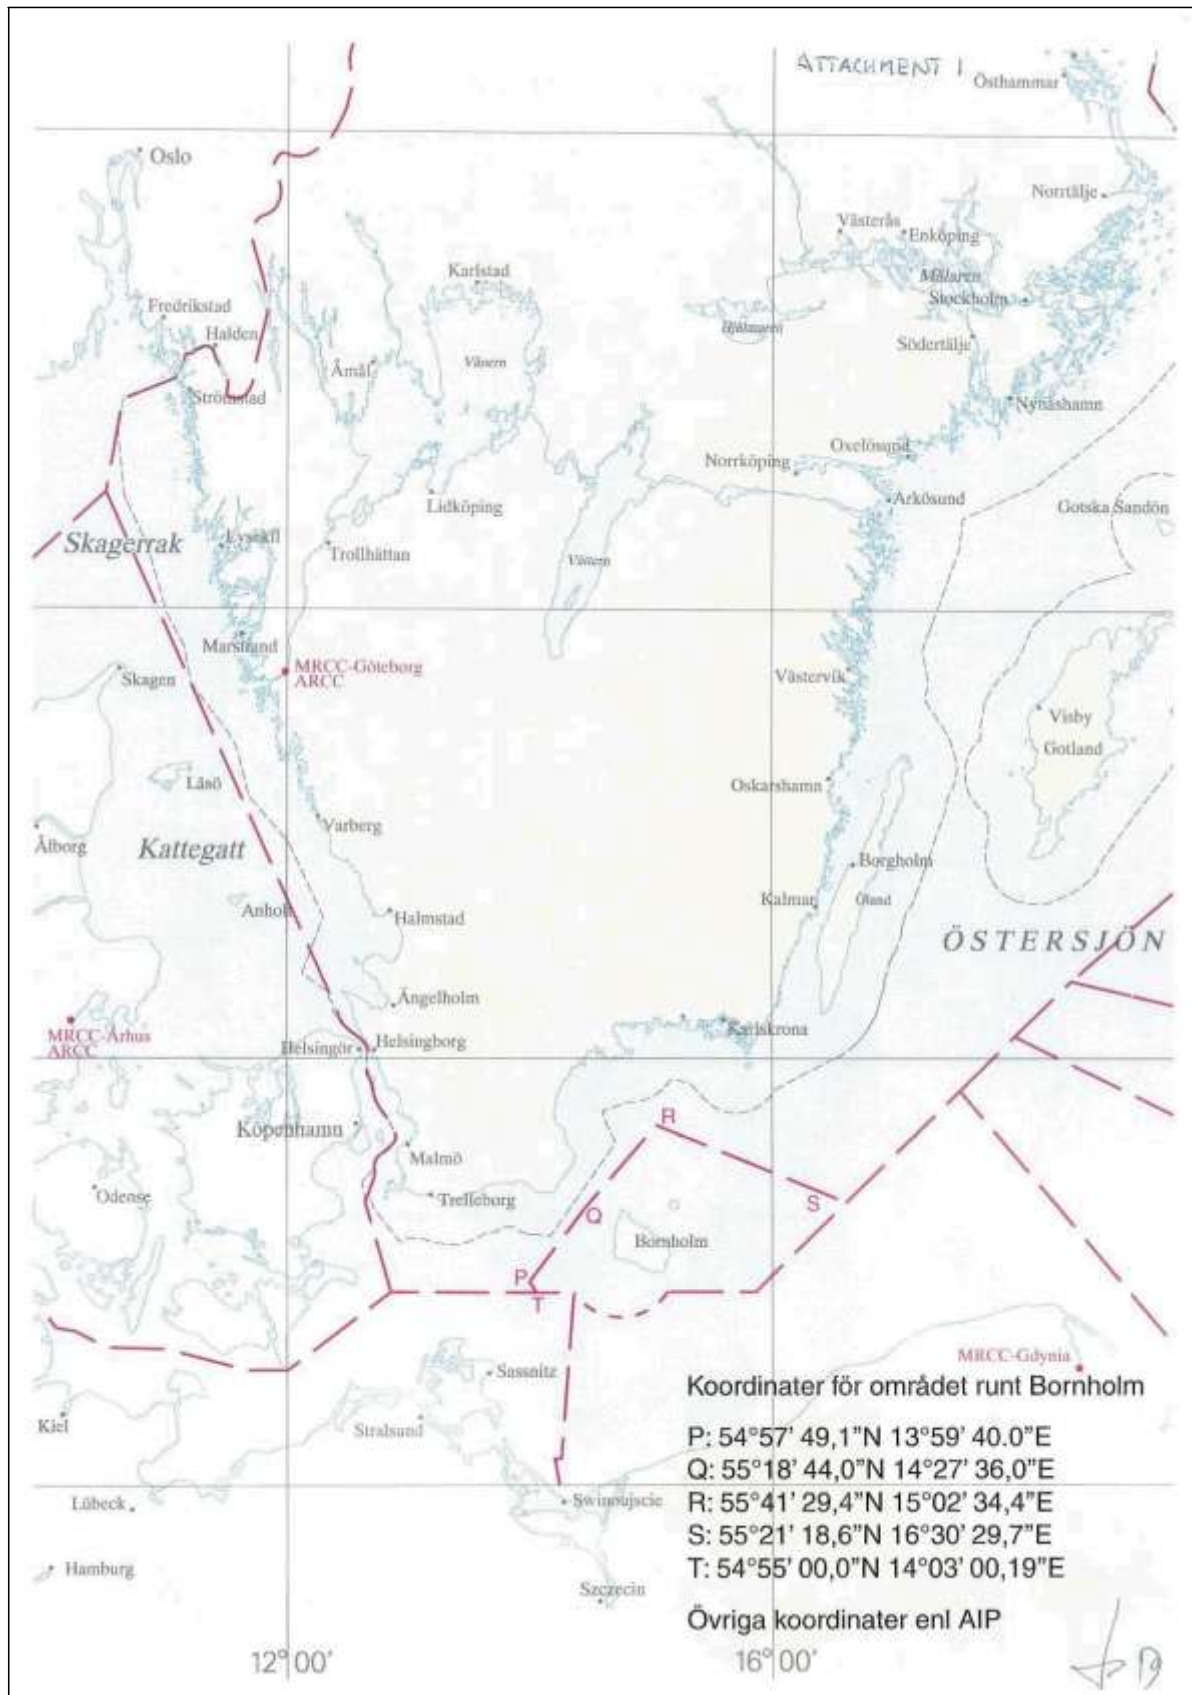 ATTACHMENT 1
Östhammar
Oslo
Norrtälje
Västerås
Enköping
Karlstad
Mälaren
Stockholm
Fredrikstad
Halden
Hjälmaren
Södertälje
Vänern
Åmål
Strömstad
Nynäshamn
Oxelösund
Norrköping
Arkösund
Lidköping
Gotska Sandön
Skagerrak
Lysekil
Trollhättan
Vättern
Marstrand
MRCC-Göteborg
ARCC
Skagen
Västervik
Visby
Gotland
Läsö
Oskarshamn
Varberg
Ålborg
Kattegatt
Borgholm
Kalmar
Öland
Anholt
Halmstad
ÖSTERSJÖN
Ängelholm
MRCC-Århus
ARCC
Karlskrona
Helsingör
Helsingborg
R
Köpenhamn
Malmö
Odense
Trelleborg
S
Q
Bornholm
P
T
MRCC-Gdynia
Sassnitz
Koordinater för området runt Bornholm
Kiel
Stralsund
P: 54°57' 49,1"N 13°59' 40.0"E
Q: 55°18' 44,0"N 14°27' 36,0"E
R: 55°41' 29,4"N 15°02' 34,4"E
S: 55°21' 18,6"N 16°30' 29,7"E
T: 54°55' 00,0"N 14°03' 00,19"E
Lübeck
Swinoujscie
Hamburg
Szczecin
Övriga koordinater enl AIP
12°00'
16°00'